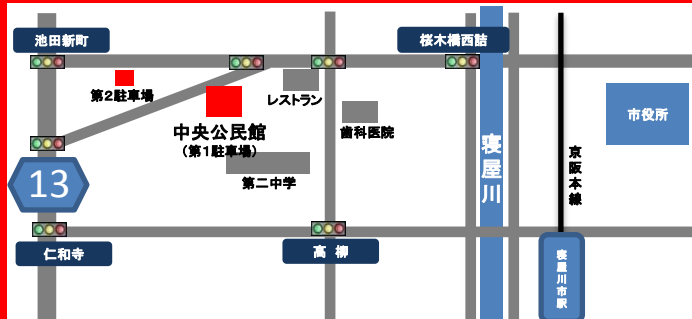 池田新町
桜木橋西詰
第2駐車場
レストラン
市役所
中央公民館
(第1駐車場)
歯科医院
寝屋川
京阪本線
第二中学
13
仁和寺
高柳
寝屋川市駅